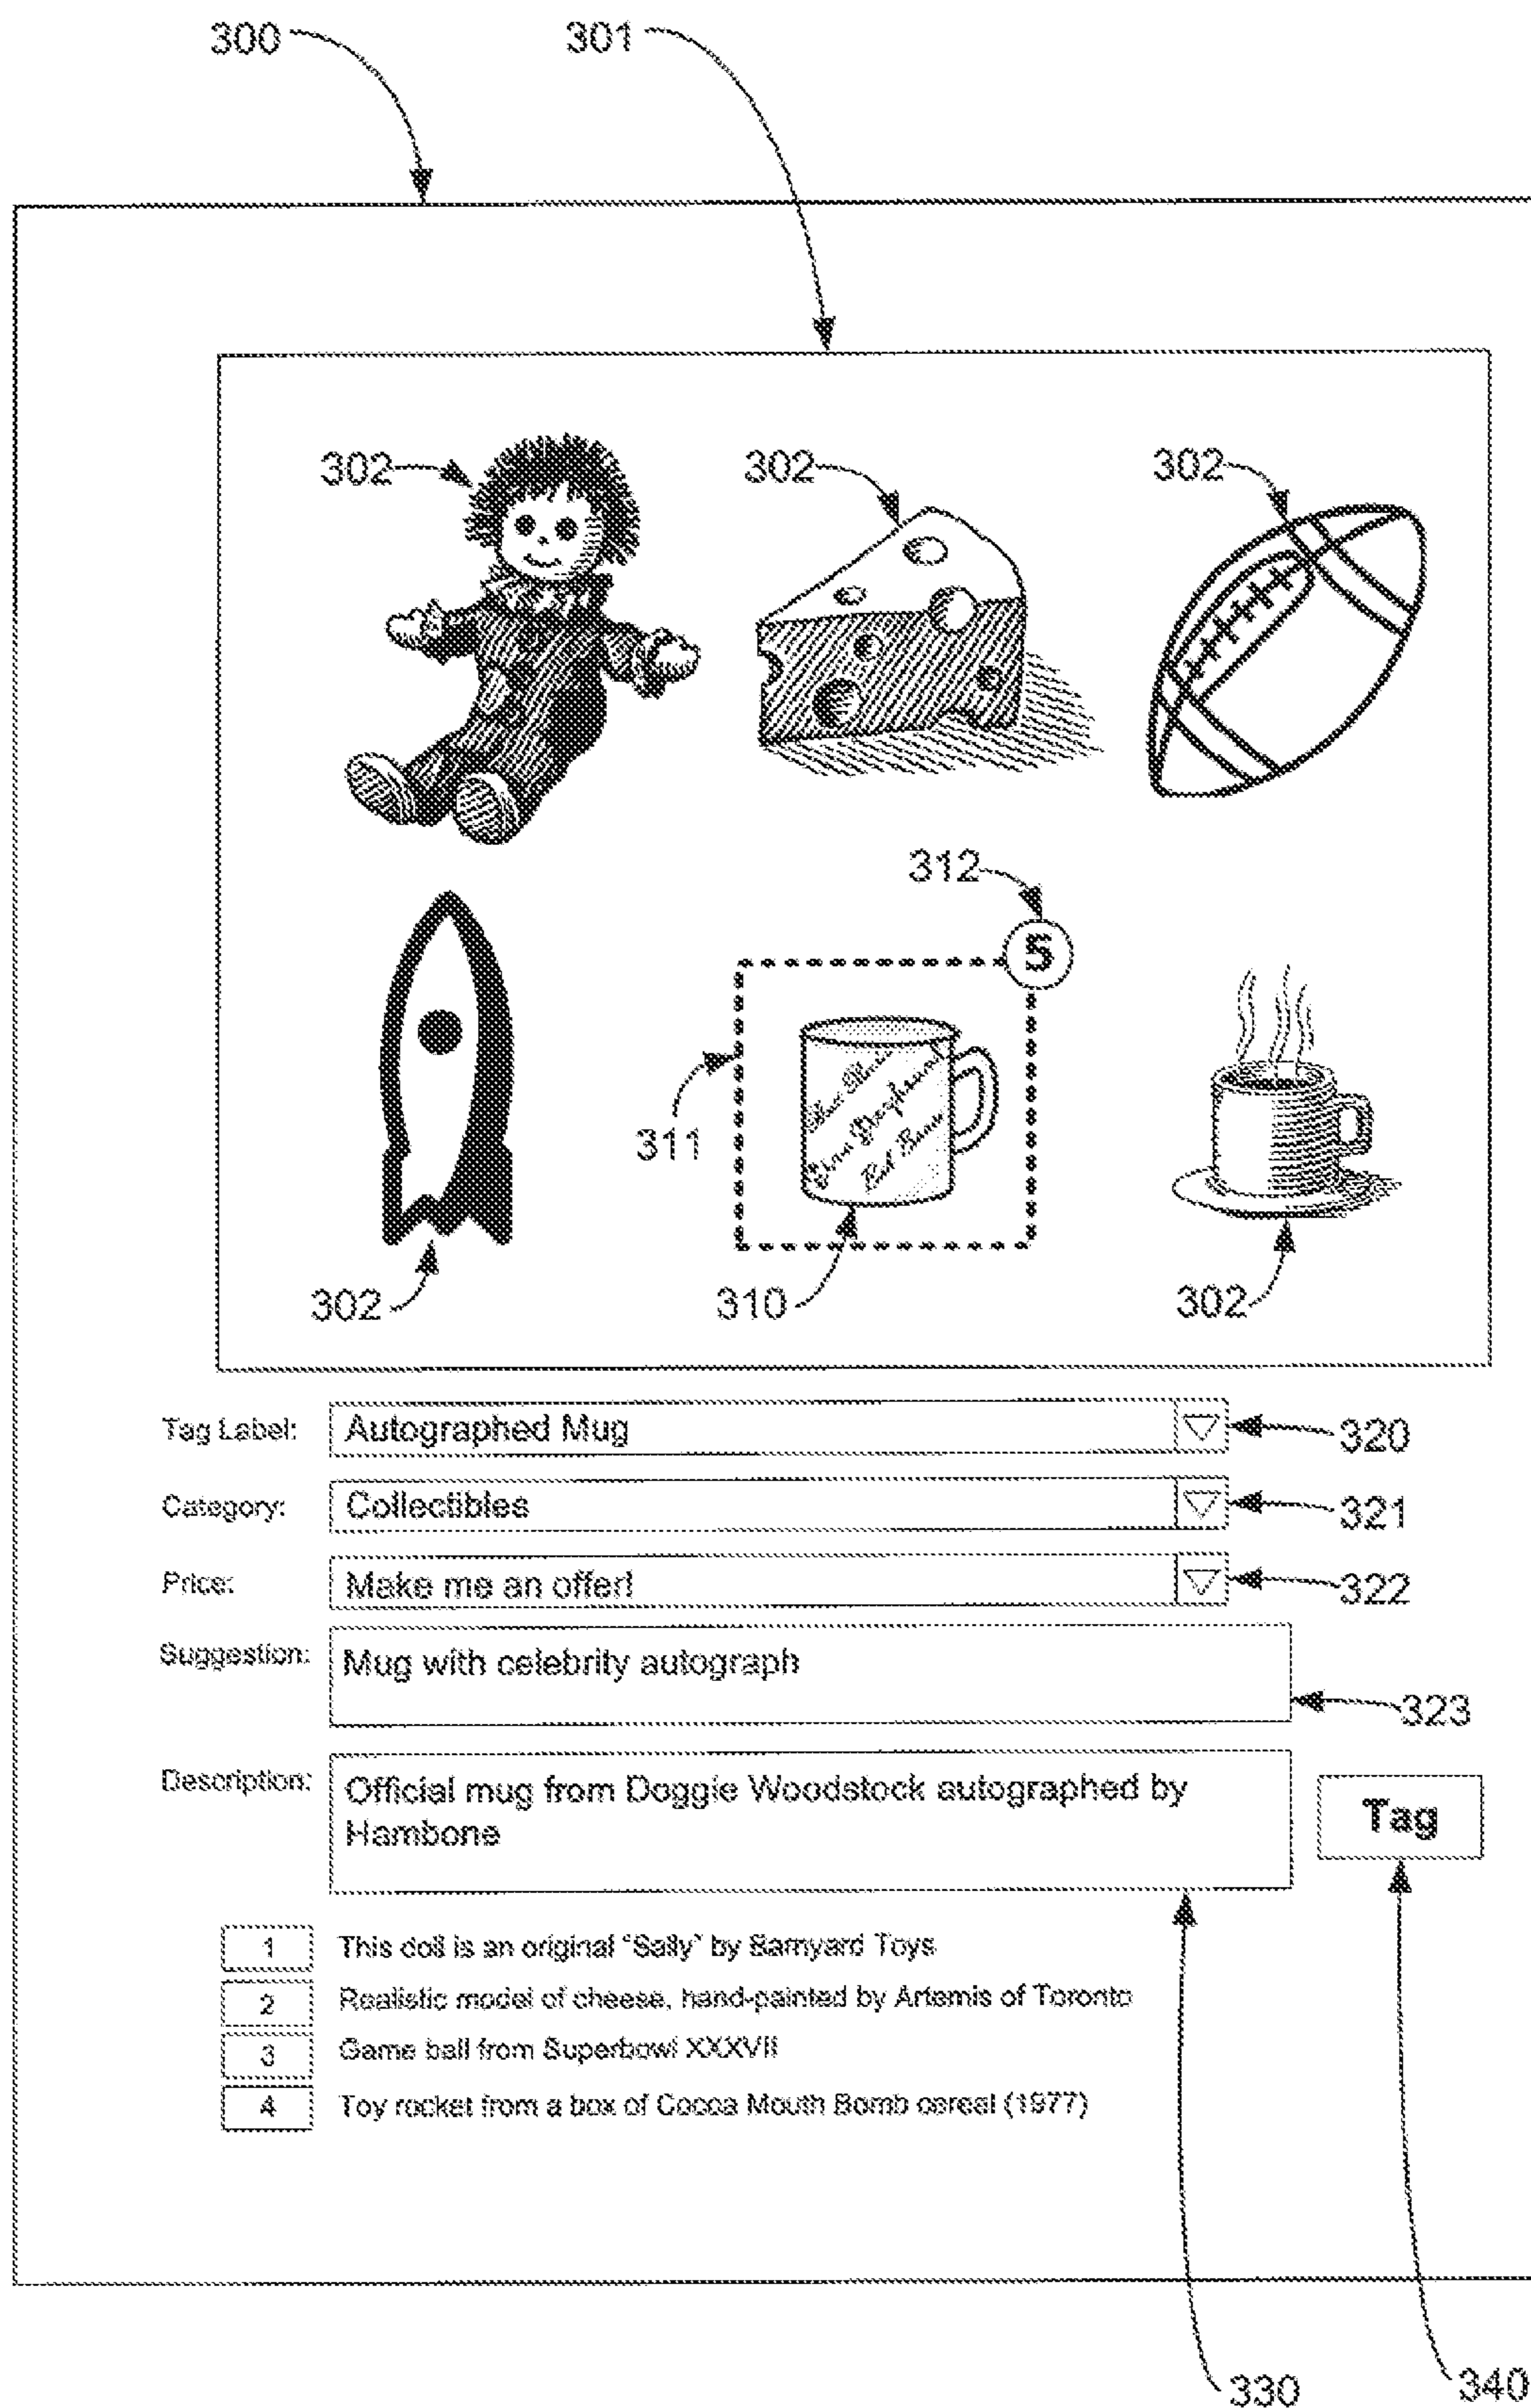 300 301
302 302 302
312
5
311
302 310 302
Tag Label: Autographed Mug 320
Category: Collectibles 321
Price: Make me an offer! 322
Suggestion: Mug with celebrity autograph
323
Description: Official mug from Doggie Woodstock autographed by
Hambone
Tag
1 This doll is an original "Sally" by Barnyard Toys
2 Realistic model of cheese, hand-painted by Artemis of Toronto
3 Game ball from Superbowl XXXVII
4 Toy rocket from a box of Cocoa Mouth Bomb cereal (1977)
330 340